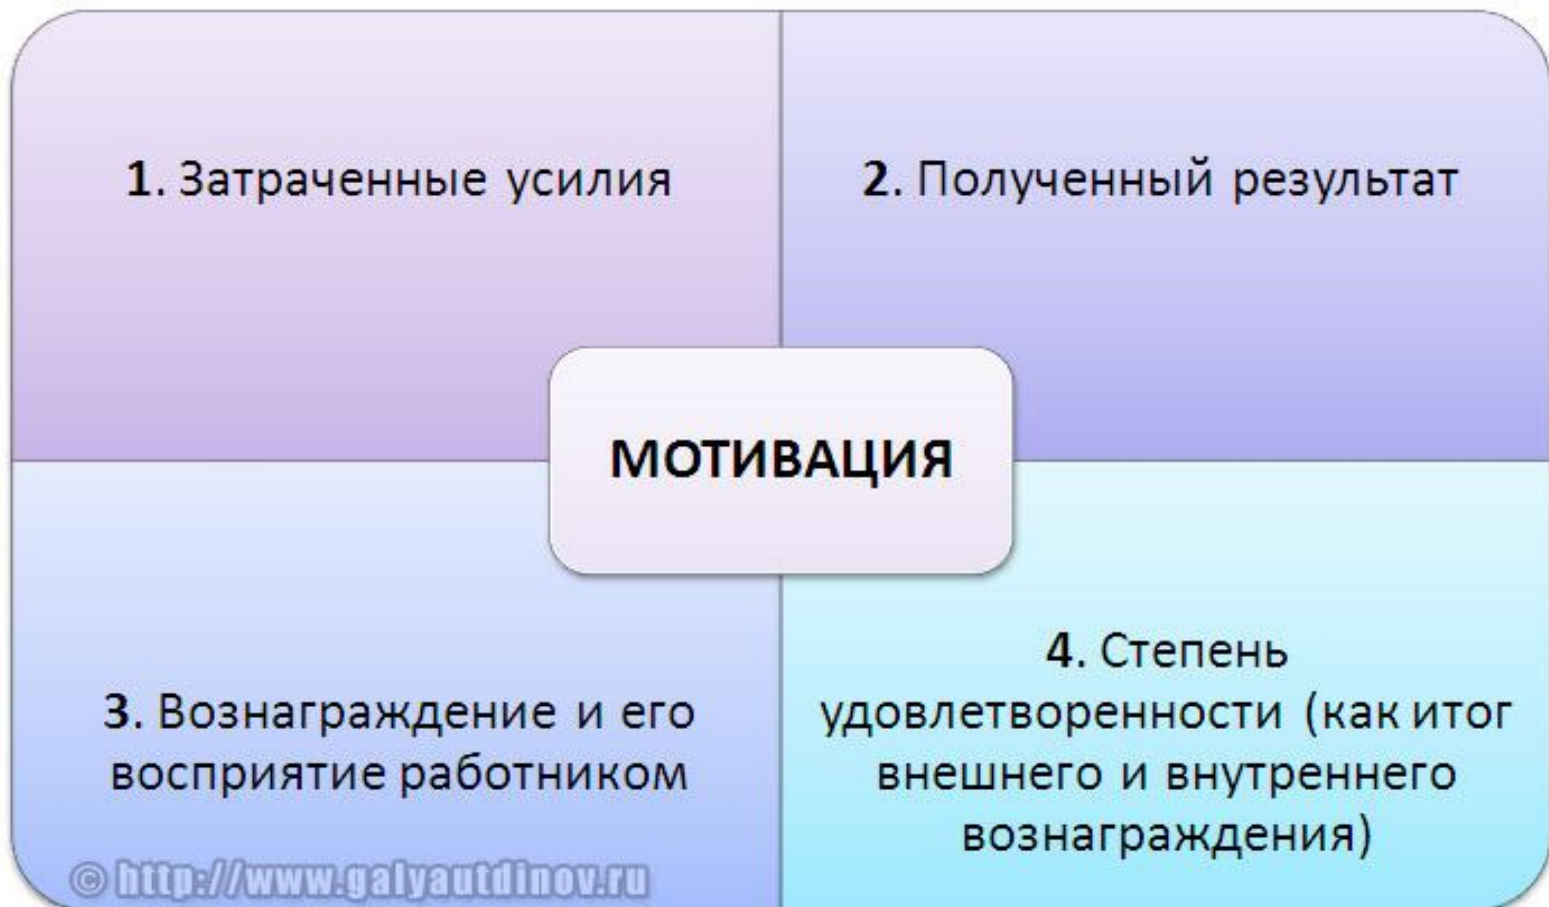 1. Затраченные усилия
2. Полученный результат
МОТИВАЦИЯ
3. Вознаграждение и его
восприятие работником
4. Степень
удовлетворенности (как итог
внешнего и внутреннего
вознаграждения)
© http://www.galyautdinov.ru